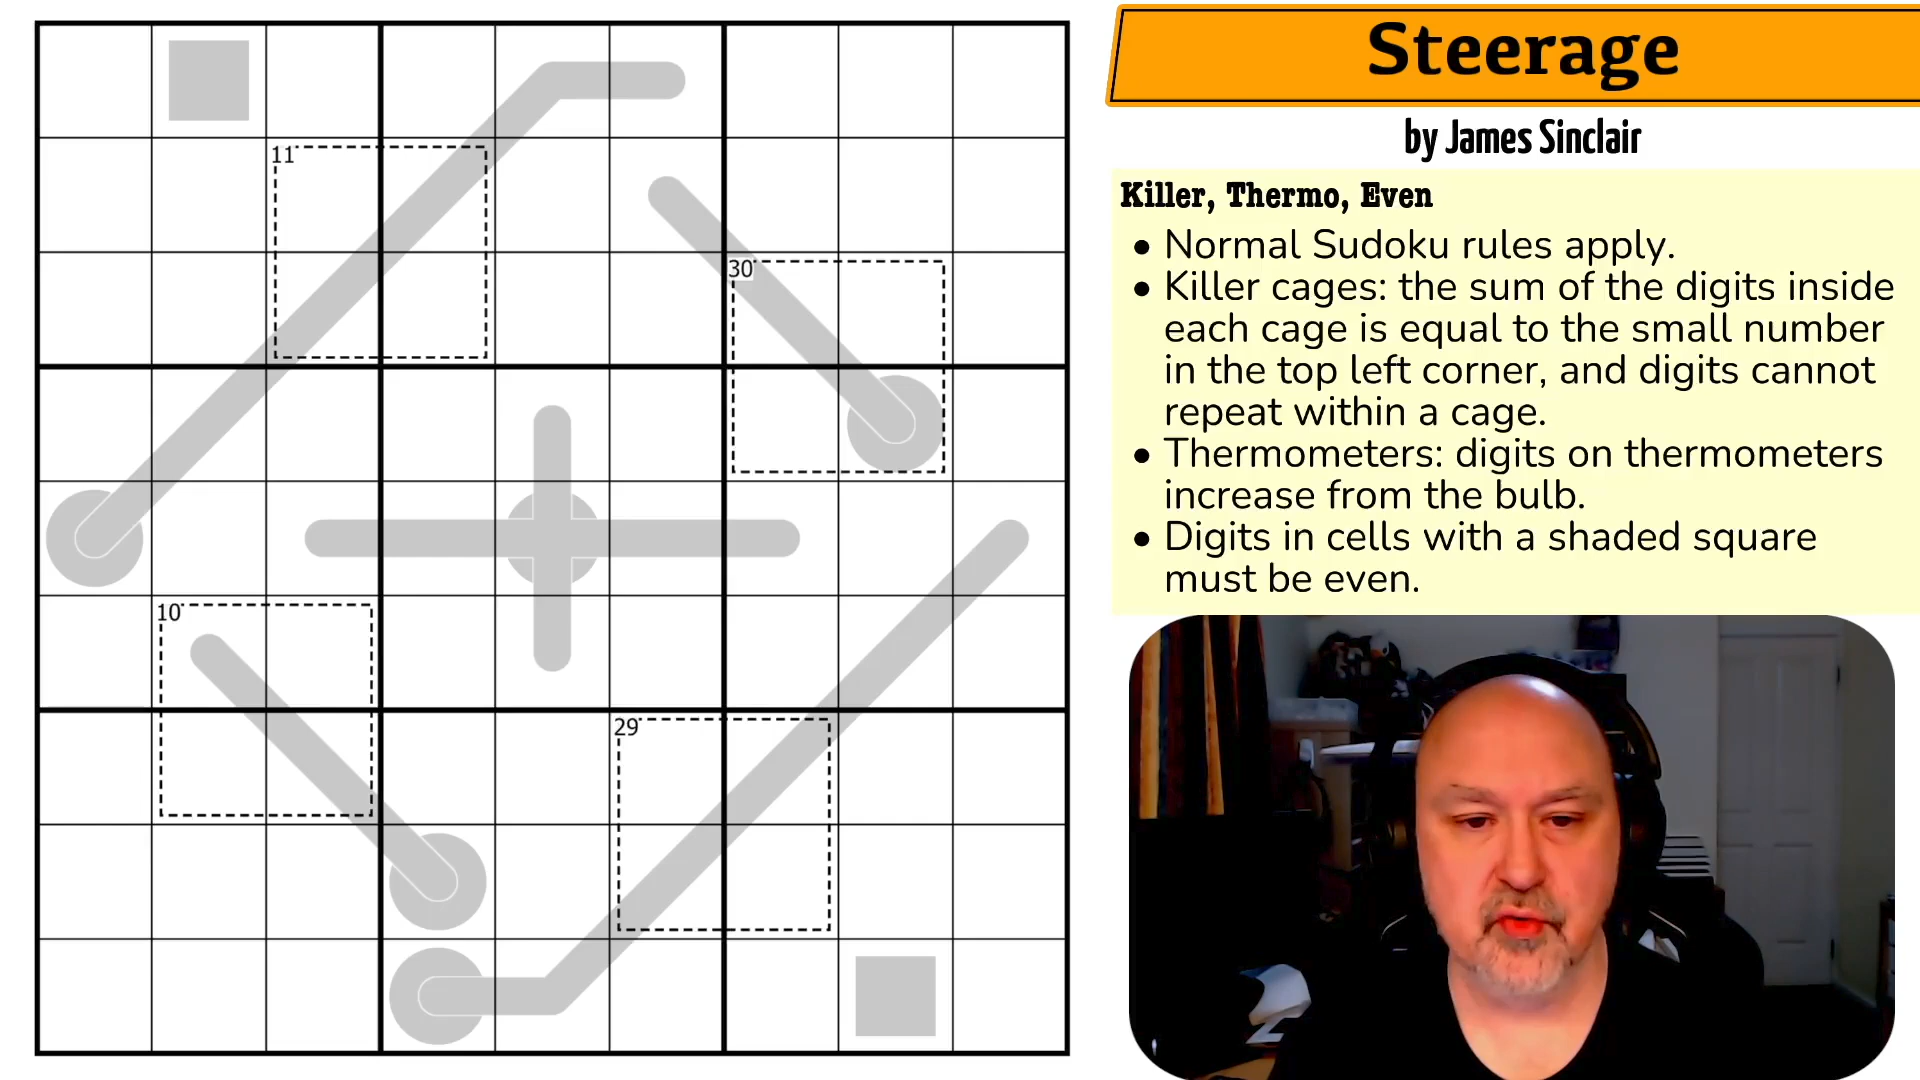 Steerage
by James Sinclair
Killer, Thermo, Even
• Normal Sudoku rules apply.
• Killer cages: the sum of the digits inside
each cage is equal to the small number
in the top left corner, and digits cannot
repeat within a cage.
• Thermometers: digits on thermometers
increase from the bulb.
• Digits in cells with a shaded square
must be even.
11
30
10
29